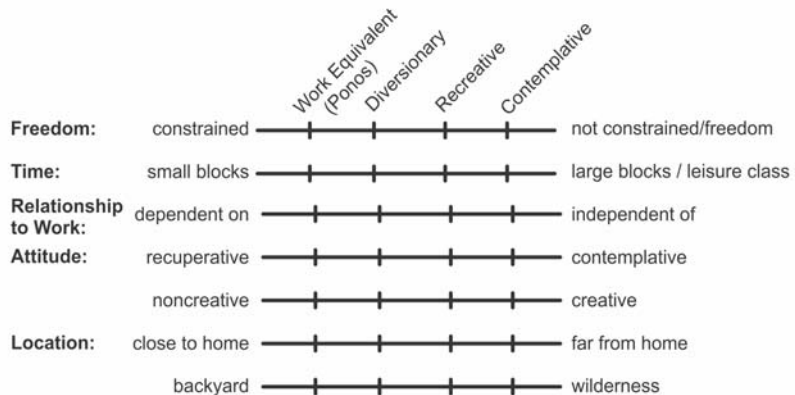 Work Equivalent
(Ponos)
Diversionary
Recreative
Contemplative
Freedom: constrained not constrained/freedom
Time: small blocks large blocks / leisure class
Relationship
to Work: dependent on independent of
Attitude: recuperative contemplative
noncreative creative
Location: close to home far from home
backyard wilderness